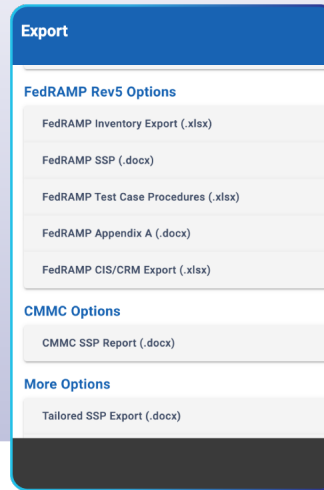 Export
FedRAMP Rev5 Options
FedRAMP Inventory Export (.xlsx)
FedRAMP SSP (.docx)
FedRAMP Test Case Procedures (.xlsx)
FedRAMP Appendix A (.docx)
FedRAMP CIS/CRM Export (.xlsx)
CMMC Options
CMMC SSP Report (.docx)
More Options
Tailored SSP Export (.docx)